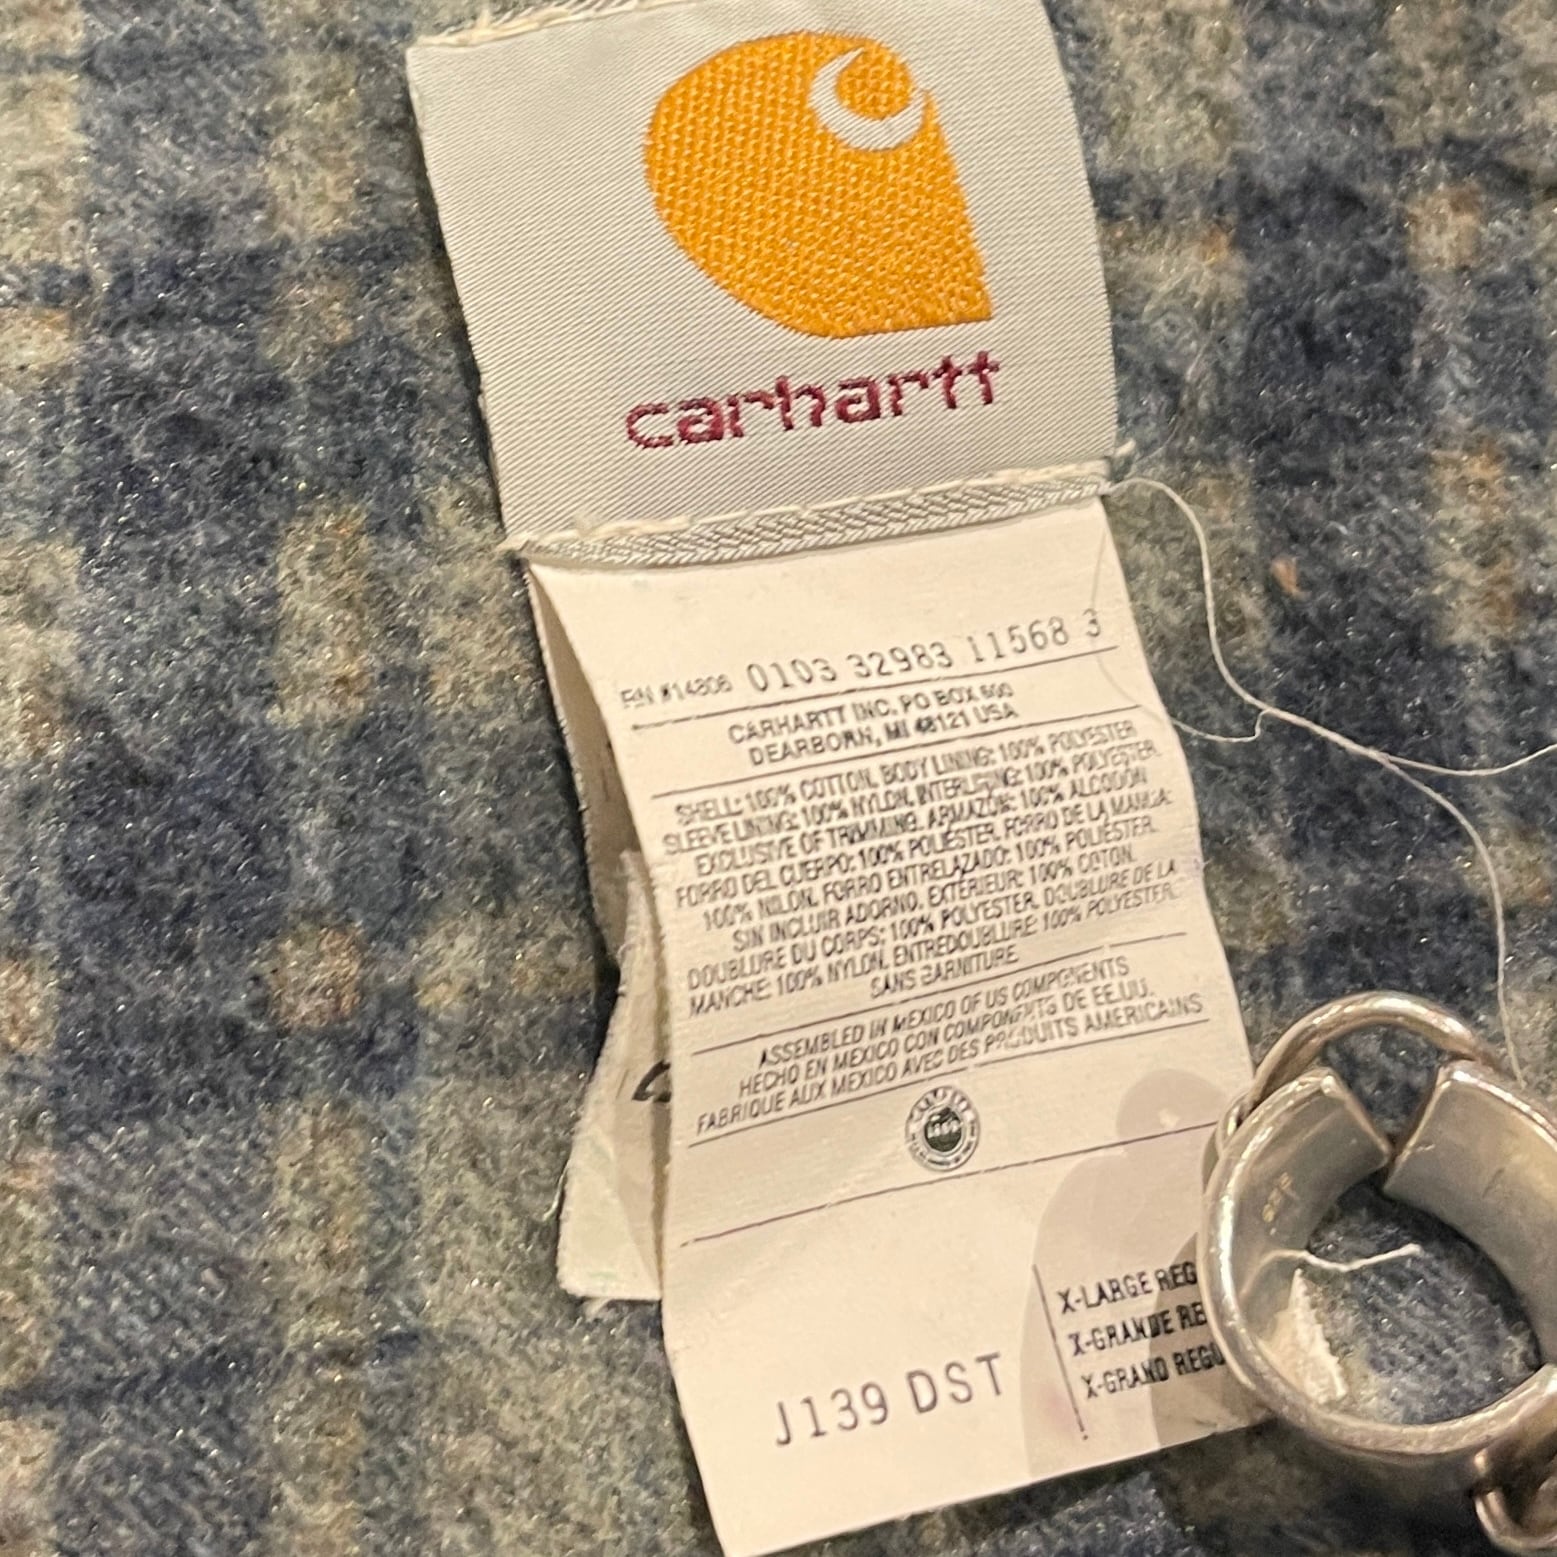 carhartt
RN #14806 0103 32983 11568 3
CARHARTT INC. PO BOX 600
DEARBORN, MI 48121 USA
SHELL: 100% COTTON. BODY LINING: 100% POLYESTER.
SLEEVE LINING: 100% NYLON. INTERLINING: 100% POLYESTER.
EXCLUSIVE OF TRIMMING. ARMAZÓN: 100% ALGODÓN
FORRO DEL CUERPO: 100% POLIÉSTER. FORRO DE LA MANGA:
100% NILON. FORRO ENTRELAZADO: 100% POLIÉSTER.
SIN INCLUIR ADORNO. EXTÉRIEUR: 100% COTON.
DOUBLURE DU CORPS: 100% POLYESTER. DOUBLURE DE LA
MANCHE: 100% NYLON. ENTREDOUBLURE: 100% POLYESTER.
SANS GARNITURE
ASSEMBLED IN MEXICO OF US COMPONENTS
HECHO EN MEXICO CON COMPONENTS DE EE.UU.
FABRIQUE AUX MEXICO AVEC DES PRODUITS AMERICAINS
X-LARGE REG
X-GRANDE RE
X-GRAND REGU
J139 DST